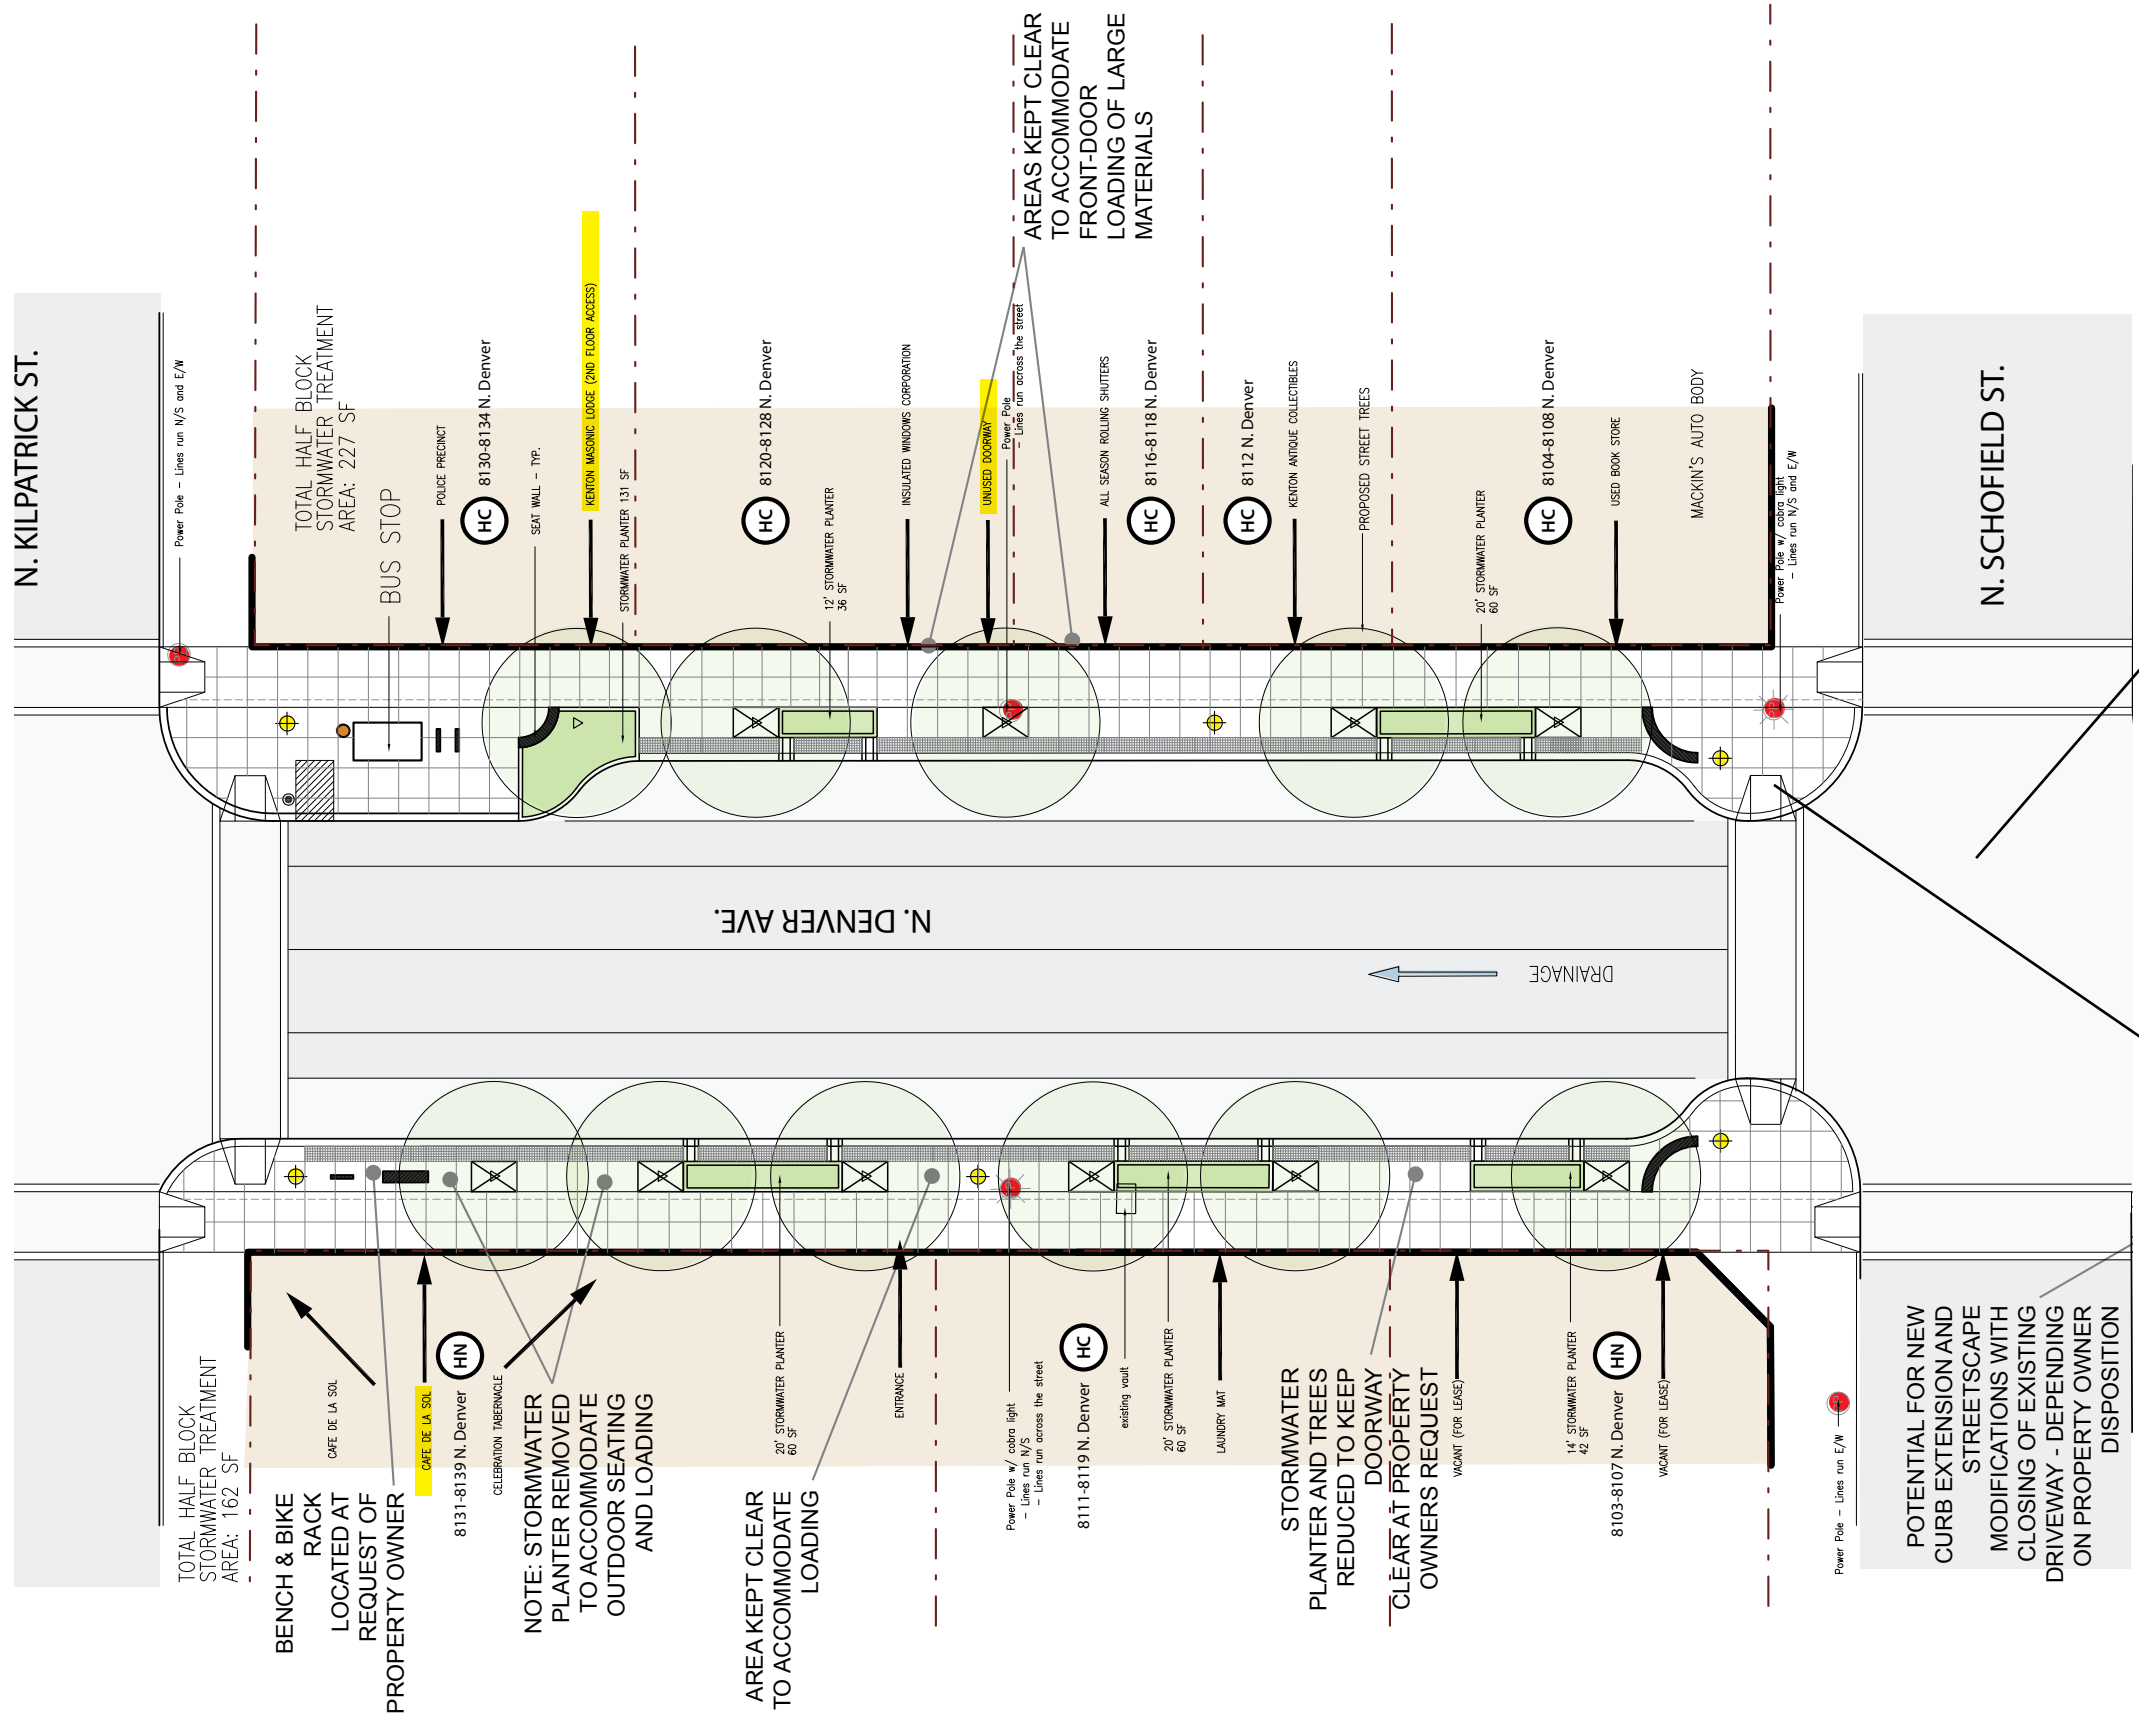 N. KILPATRICK ST.
Power Pole - Lines run N/S and E/W
TOTAL HALF BLOCK
STORMWATER TREATMENT
AREA: 227 SF
BUS STOP
POLICE PRECINCT
HC
8130-8134 N. Denver
SEAT WALL - TYP.
KENTON MASONIC LODGE (2ND FLOOR ACCESS)
STORMWATER PLANTER 131 SF
HC
8120-8128 N. Denver
12' STORMWATER PLANTER
36 SF
INSULATED WINDOWS CORPORATION
UNUSED DOORWAY
Power Pole
- Lines run across the street
AREAS KEPT CLEAR
TO ACCOMMODATE
FRONT-DOOR
LOADING OF LARGE
MATERIALS
ALL SEASON ROLLING SHUTTERS
HC
8116-8118 N. Denver
HC
8112 N. Denver
KENTON ANTIQUE COLLECTIBLES
PROPOSED STREET TREES
20' STORMWATER PLANTER
60 SF
HC
8104-8108 N. Denver
USED BOOK STORE
MACKIN'S AUTO BODY
Power Pole w/ cobra light
- Lines run N/S and E/W
N. SCHOFIELD ST.
N. DENVER AVE.
DRAINAGE
TOTAL HALF BLOCK
STORMWATER TREATMENT
AREA: 162 SF
BENCH & BIKE
RACK
LOCATED AT
REQUEST OF
PROPERTY OWNER
CAFE DE LA SOL
CAFE DE LA SOL
HN
8131-8139 N. Denver
CELEBRATION TABERNACLE
NOTE: STORMWATER
PLANTER REMOVED
TO ACCOMMODATE
OUTDOOR SEATING
AND LOADING
20' STORMWATER PLANTER
60 SF
AREA KEPT CLEAR
TO ACCOMMODATE
LOADING
ENTRANCE
Power Pole w/ cobra light
- Lines run N/S
- Lines run across the street
HC
8111-8119 N. Denver
existing vault
20' STORMWATER PLANTER
60 SF
LAUNDRY MAT
STORMWATER
PLANTER AND TREES
REDUCED TO KEEP
DOORWAY
CLEAR AT PROPERTY
OWNERS REQUEST
VACANT (FOR LEASE)
14' STORMWATER PLANTER
42 SF
HN
8103-8107 N. Denver
VACANT (FOR LEASE)
Power Pole - Lines run E/W
POTENTIAL FOR NEW
CURB EXTENSION AND
STREETSCAPE
MODIFICATIONS WITH
CLOSING OF EXISTING
DRIVEWAY - DEPENDING
ON PROPERTY OWNER
DISPOSITION